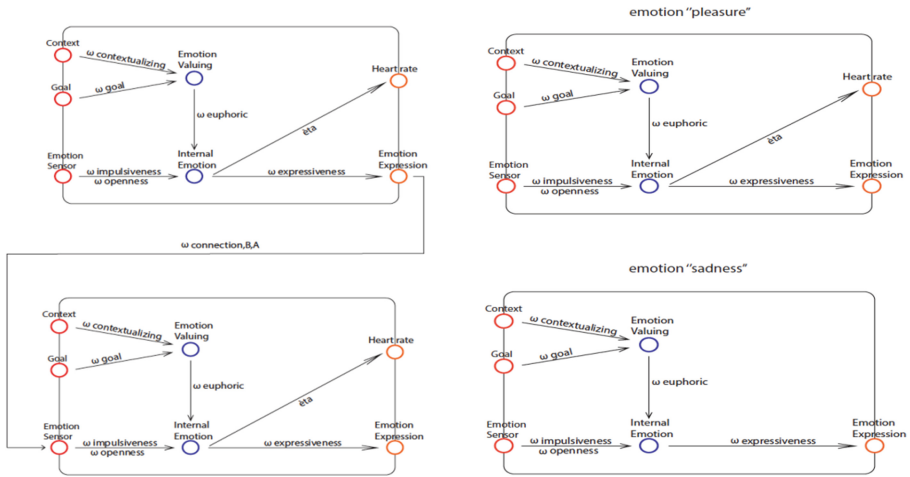 Context
ω contextualizing
Emotion
Valuing
Goal
ω goal
Heart rate
ω euphoric
èta
Emotion
Sensor
ω impulsiveness
ω openness
Internal
Emotion
ω expressiveness
Emotion
Expression
ω connection,B,A
Context
ω contextualizing
Emotion
Valuing
Goal
ω goal
Heart rate
ω euphoric
èta
Emotion
Sensor
ω impulsiveness
ω openness
Internal
Emotion
ω expressiveness
Emotion
Expression
emotion "pleasure"
Context
ω contextualizing
Emotion
Valuing
Goal
ω goal
Heart rate
ω euphoric
èta
Emotion
Sensor
ω impulsiveness
ω openness
Internal
Emotion
ω expressiveness
Emotion
Expression
emotion "sadness"
Context
ω contextualizing
Emotion
Valuing
Goal
ω goal
ω euphoric
Emotion
Sensor
ω impulsiveness
ω openness
Internal
Emotion
ω expressiveness
Emotion
Expression